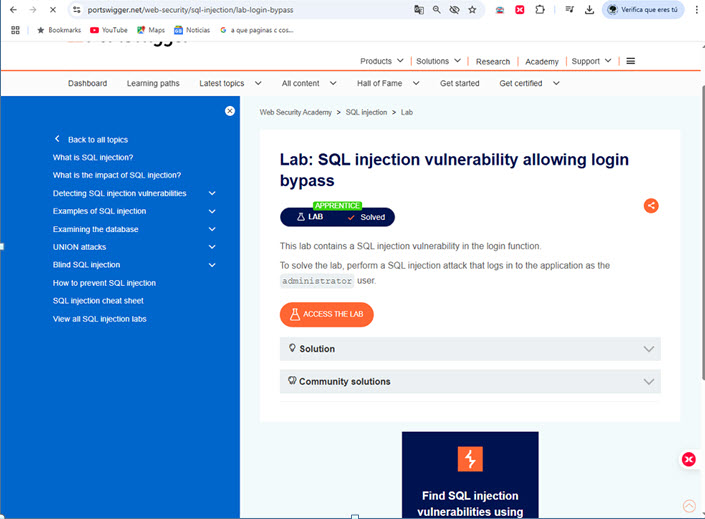 portswigger.net/web-security/sql-injection/lab-login-bypass
Verifica que eres tú
Bookmarks
YouTube
Maps
Noticias
a que paginas c cos...
Products
Solutions
Research
Academy
Support
Dashboard
Learning paths
Latest topics
All content
Hall of Fame
Get started
Get certified
Back to all topics
What is SQL injection?
What is the impact of SQL injection?
Detecting SQL injection vulnerabilities
Examples of SQL injection
Examining the database
UNION attacks
Blind SQL injection
How to prevent SQL injection
SQL injection cheat sheet
View all SQL injection labs
Web Security Academy > SQL injection > Lab
Lab: SQL injection vulnerability allowing login
bypass
APPRENTICE
LAB
Solved
This lab contains a SQL injection vulnerability in the login function.
To solve the lab, perform a SQL injection attack that logs in to the application as the
administrator user.
ACCESS THE LAB
Solution
Community solutions
Find SQL injection
vulnerabilities using